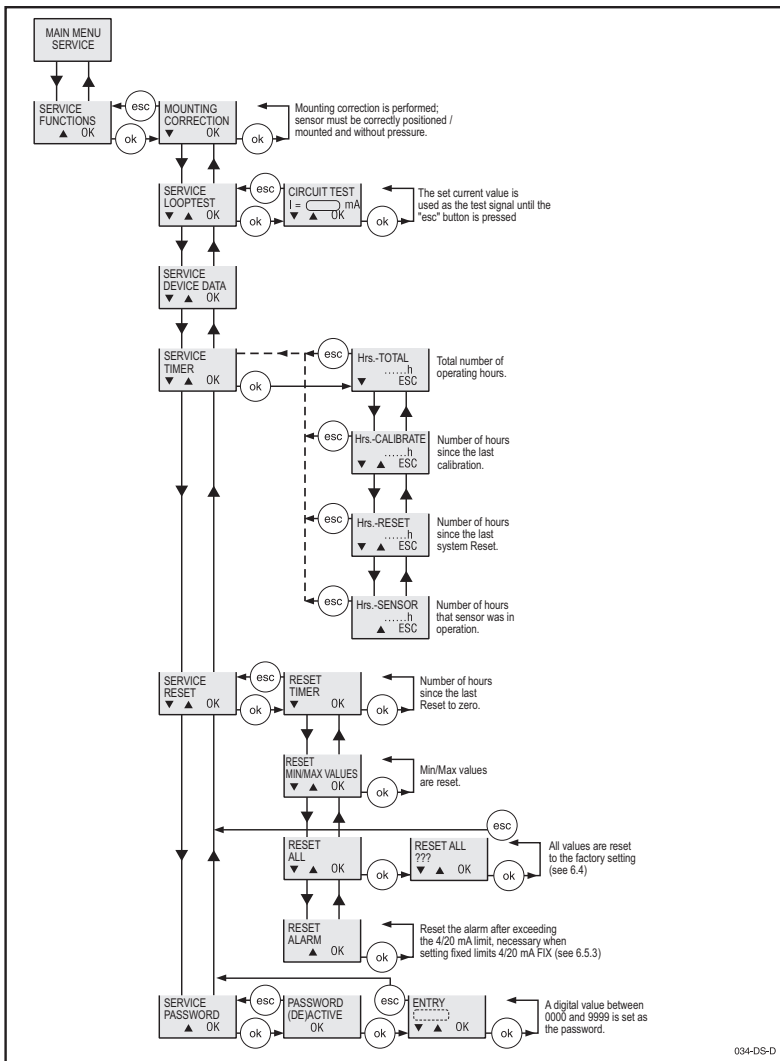 MAIN MENU
SERVICE
SERVICE
FUNCTIONS
▲ OK
esc
ok
MOUNTING
CORRECTION
▼ OK
ok
Mounting correction is performed;
sensor must be correctly positioned /
mounted and without pressure.
SERVICE
LOOPTEST
▼ ▲ OK
esc
ok
CIRCUIT TEST
I = mA
▼ ▲ OK
ok
The set current value is
used as the test signal until the
"esc" button is pressed
SERVICE
DEVICE DATA
▼ ▲ OK
SERVICE
TIMER
▼ ▲ OK
esc
ok
Hrs.-TOTAL
......h
▼ ESC
Total number of
operating hours.
esc
Hrs.-CALIBRATE
......h
▼ ▲ ESC
Number of hours
since the last
calibration.
esc
Hrs.-RESET
......h
▼ ▲ ESC
Number of hours
since the last
system Reset.
esc
Hrs.-SENSOR
......h
▲ ESC
Number of hours
that sensor was in
operation.
SERVICE
RESET
▼ ▲ OK
esc
ok
RESET
TIMER
▼ OK
ok
Number of hours
since the last
Reset to zero.
RESET
MIN/MAX VALUES
▼ ▲ OK
ok
Min/Max values
are reset.
esc
RESET
ALL
▼ ▲ OK
ok
RESET ALL
???
▼ ▲ OK
ok
All values are reset
to the factory setting
(see 6.4)
RESET
ALARM
▲ OK
ok
Reset the alarm after exceeding
the 4/20 mA limit, necessary when
setting fixed limits 4/20 mA FIX (see 6.5.3)
SERVICE
PASSWORD
▲ OK
esc
ok
PASSWORD
(DE)ACTIVE
OK
esc
ok
ENTRY
▼ ▲ OK
ok
A digital value between
0000 and 9999 is set as
the password.
034-DS-D